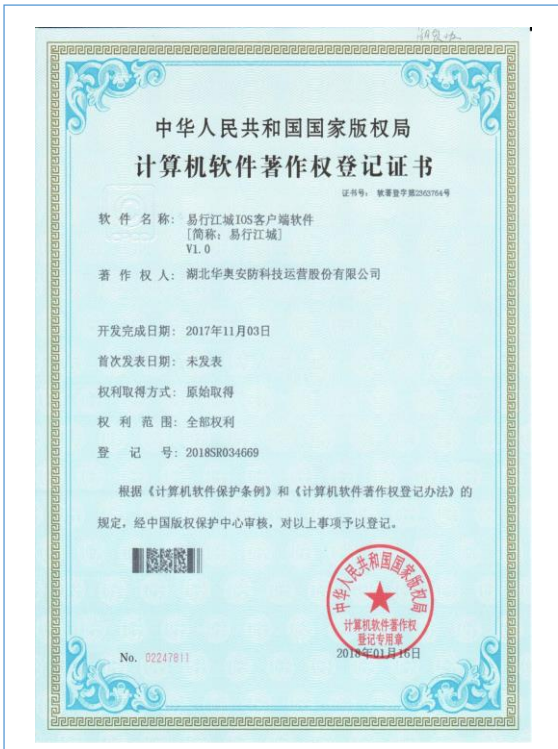 中华人民共和国国家版权局
计算机软件著作权登记证书
证书号： 软著登字第2363764号
软 件 名 称： 易行江城IOS客户端软件
[简称：易行江城]
V1.0
著 作 权 人： 湖北华奥安防科技运营股份有限公司
开发完成日期： 2017年11月03日
首次发表日期： 未发表
权利取得方式： 原始取得
权 利 范 围： 全部权利
登 记 号： 2018SR034669
根据《计算机软件保护条例》和《计算机软件著作权登记办法》的
规定，经中国版权保护中心审核，对以上事项予以登记。
中华人民共和国国家版权局
计算机软件著作权
登记专用章
No. 02247811
2018年01月16日